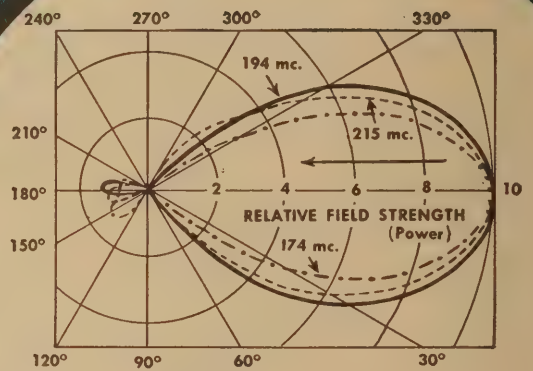 240° 270° 300° 330°
194 mc.
215 mc.
210°
180° 2 4 6 8 10
RELATIVE FIELD STRENGTH
(Power)
174 mc.
150°
120° 90° 60° 30°